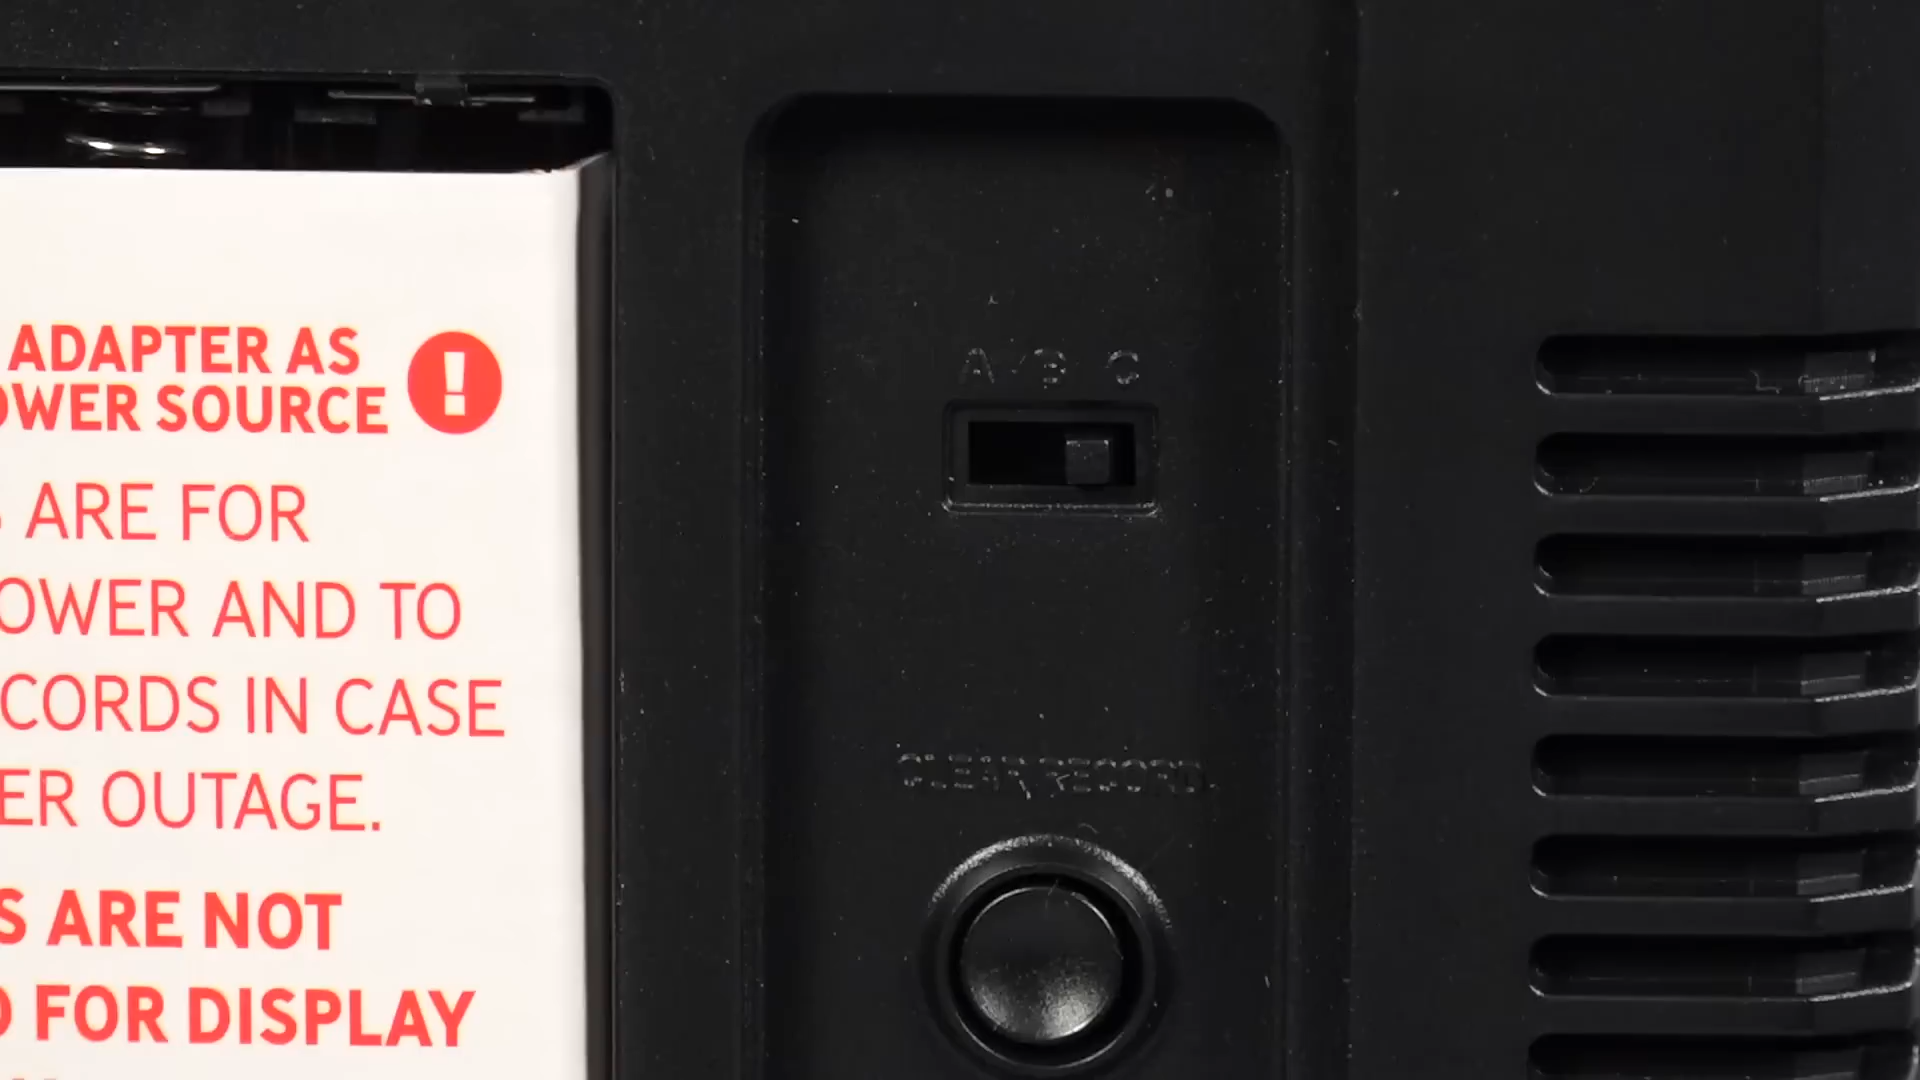 ADAPTER AS
OWER SOURCE
S ARE FOR
OWER AND TO
CORDS IN CASE
ER OUTAGE.
S ARE NOT
D FOR DISPLAY
A B C
CLEAR RECORD